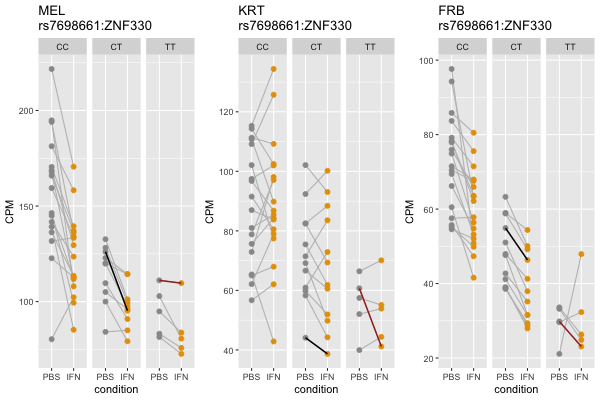 MEL
rs7698661:ZNF330
CC CT TT
CPM
200
150
100
PBS IFN PBS IFN PBS IFN
condition
KRT
rs7698661:ZNF330
CC CT TT
CPM
120
100
80
60
40
PBS IFN PBS IFN PBS IFN
condition
FRB
rs7698661:ZNF330
CC CT TT
CPM
100
80
60
40
20
PBS IFN PBS IFN PBS IFN
condition